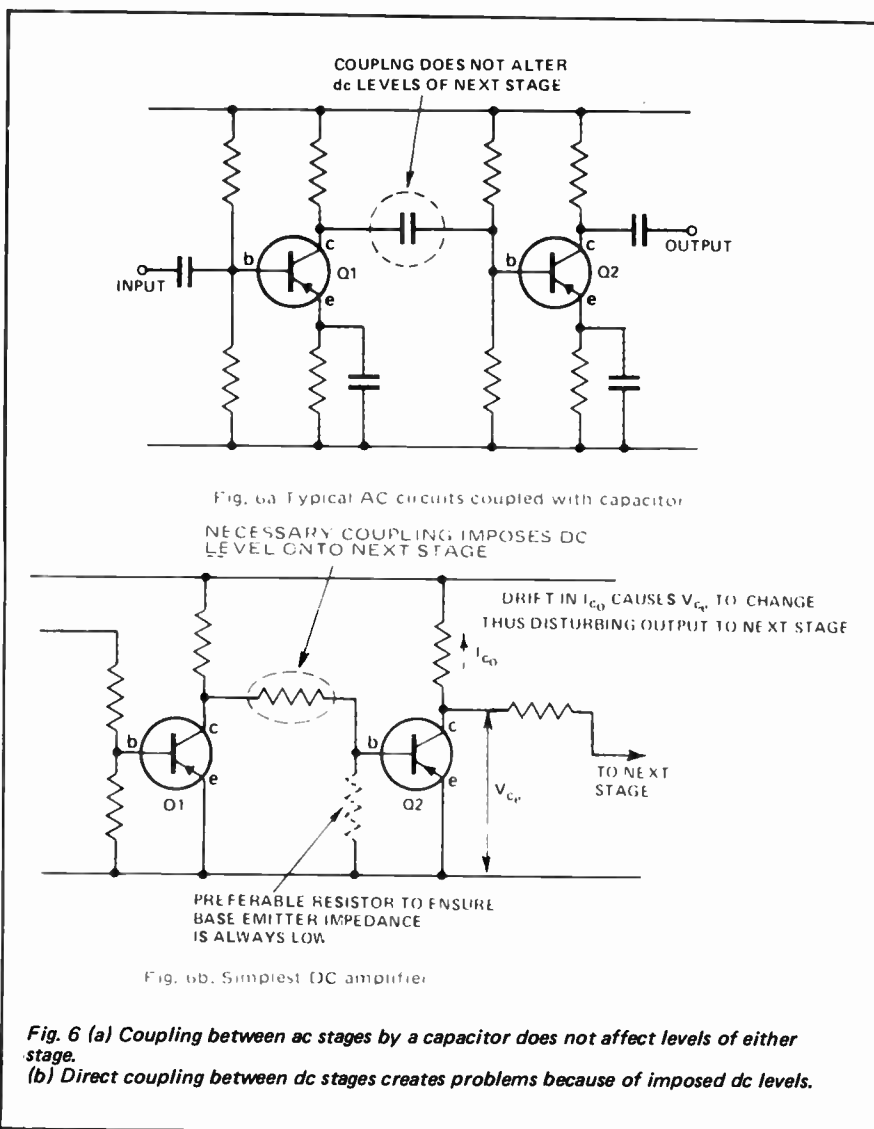 COUPLNG DOES NOT ALTER
dc LEVELS OF NEXT STAGE
INPUT
b
c
Q1
e
b
c
Q2
e
OUTPUT
Fig. 6a Typical AC circuits coupled with capacitor
NECESSARY COUPLING IMPOSES DC
LEVEL ONTO NEXT STAGE
DRIFT IN Ico CAUSES Vce TO CHANGE
THUS DISTURBING OUTPUT TO NEXT STAGE
Ico
b
c
e
Q1
b
c
e
Q2
Vce
TO NEXT
STAGE
PREFERABLE RESISTOR TO ENSURE
BASE EMITTER IMPEDANCE
IS ALWAYS LOW
Fig. 6b. Simplest DC amplifier
Fig. 6 (a) Coupling between ac stages by a capacitor does not affect levels of either
stage.
(b) Direct coupling between dc stages creates problems because of imposed dc levels.